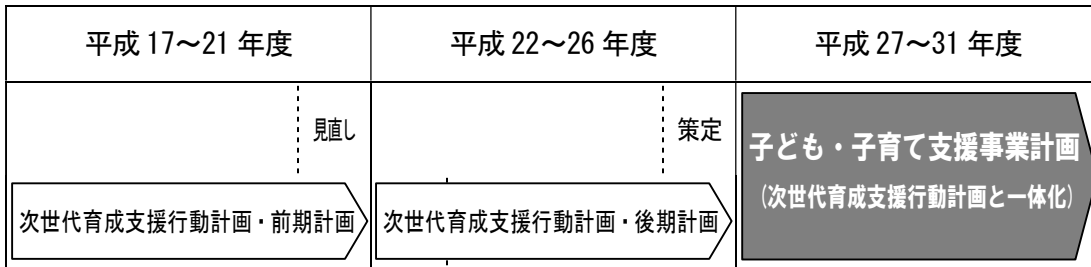 平成 17～21 年度
平成 22～26 年度
平成 27～31 年度
見直し
策定
子ども・子育て支援事業計画
（次世代育成支援行動計画と一体化）
次世代育成支援行動計画・前期計画
次世代育成支援行動計画・後期計画